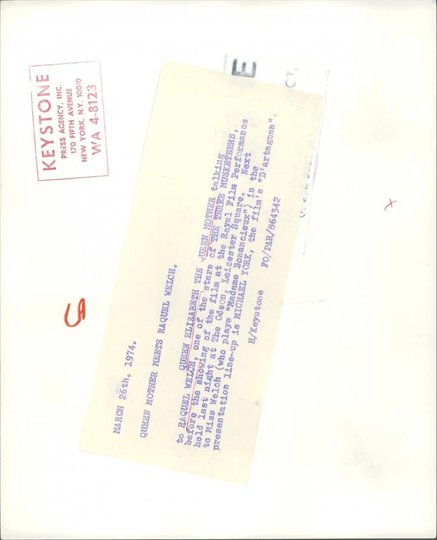 KEYSTONE
PRESS AGENCY, INC.
170 FIFTH AVENUE
NEW YORK, N.Y. 10010
WA 4-8123
E
CT,
MARCH 26th. 1974.
QUEEN MOTHER MEETS RAQUEL WELCH.
QUEEN ELIZABETH THE QUEEN MOTHER talking
to RAQUEL WELCH, one of the stars of THE THREE MUSKETEERS,
before the showing of the film at the Royal Film Performance
held last night at The Odeon, Leicester Square. Next
to Miss Welch (who plays "Madame Bonancieux") in the
presentation line-up is MICHAEL YORK, the film's "D'artagnan".
H/Keystone FO/PAR/864342